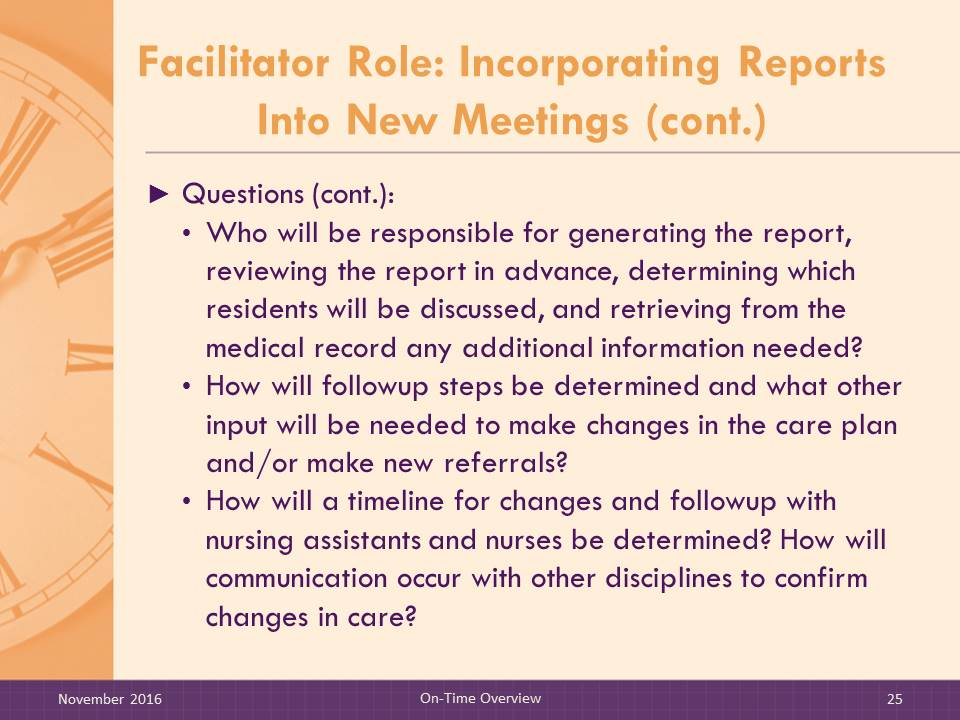 Facilitator Role: Incorporating Reports
Into New Meetings (cont.)
► Questions (cont.):
• Who will be responsible for generating the report,
reviewing the report in advance, determining which
residents will be discussed, and retrieving from the
medical record any additional information needed?
• How will followup steps be determined and what other
input will be needed to make changes in the care plan
and/or make new referrals?
• How will a timeline for changes and followup with
nursing assistants and nurses be determined? How will
communication occur with other disciplines to confirm
changes in care?
November 2016
On-Time Overview
25